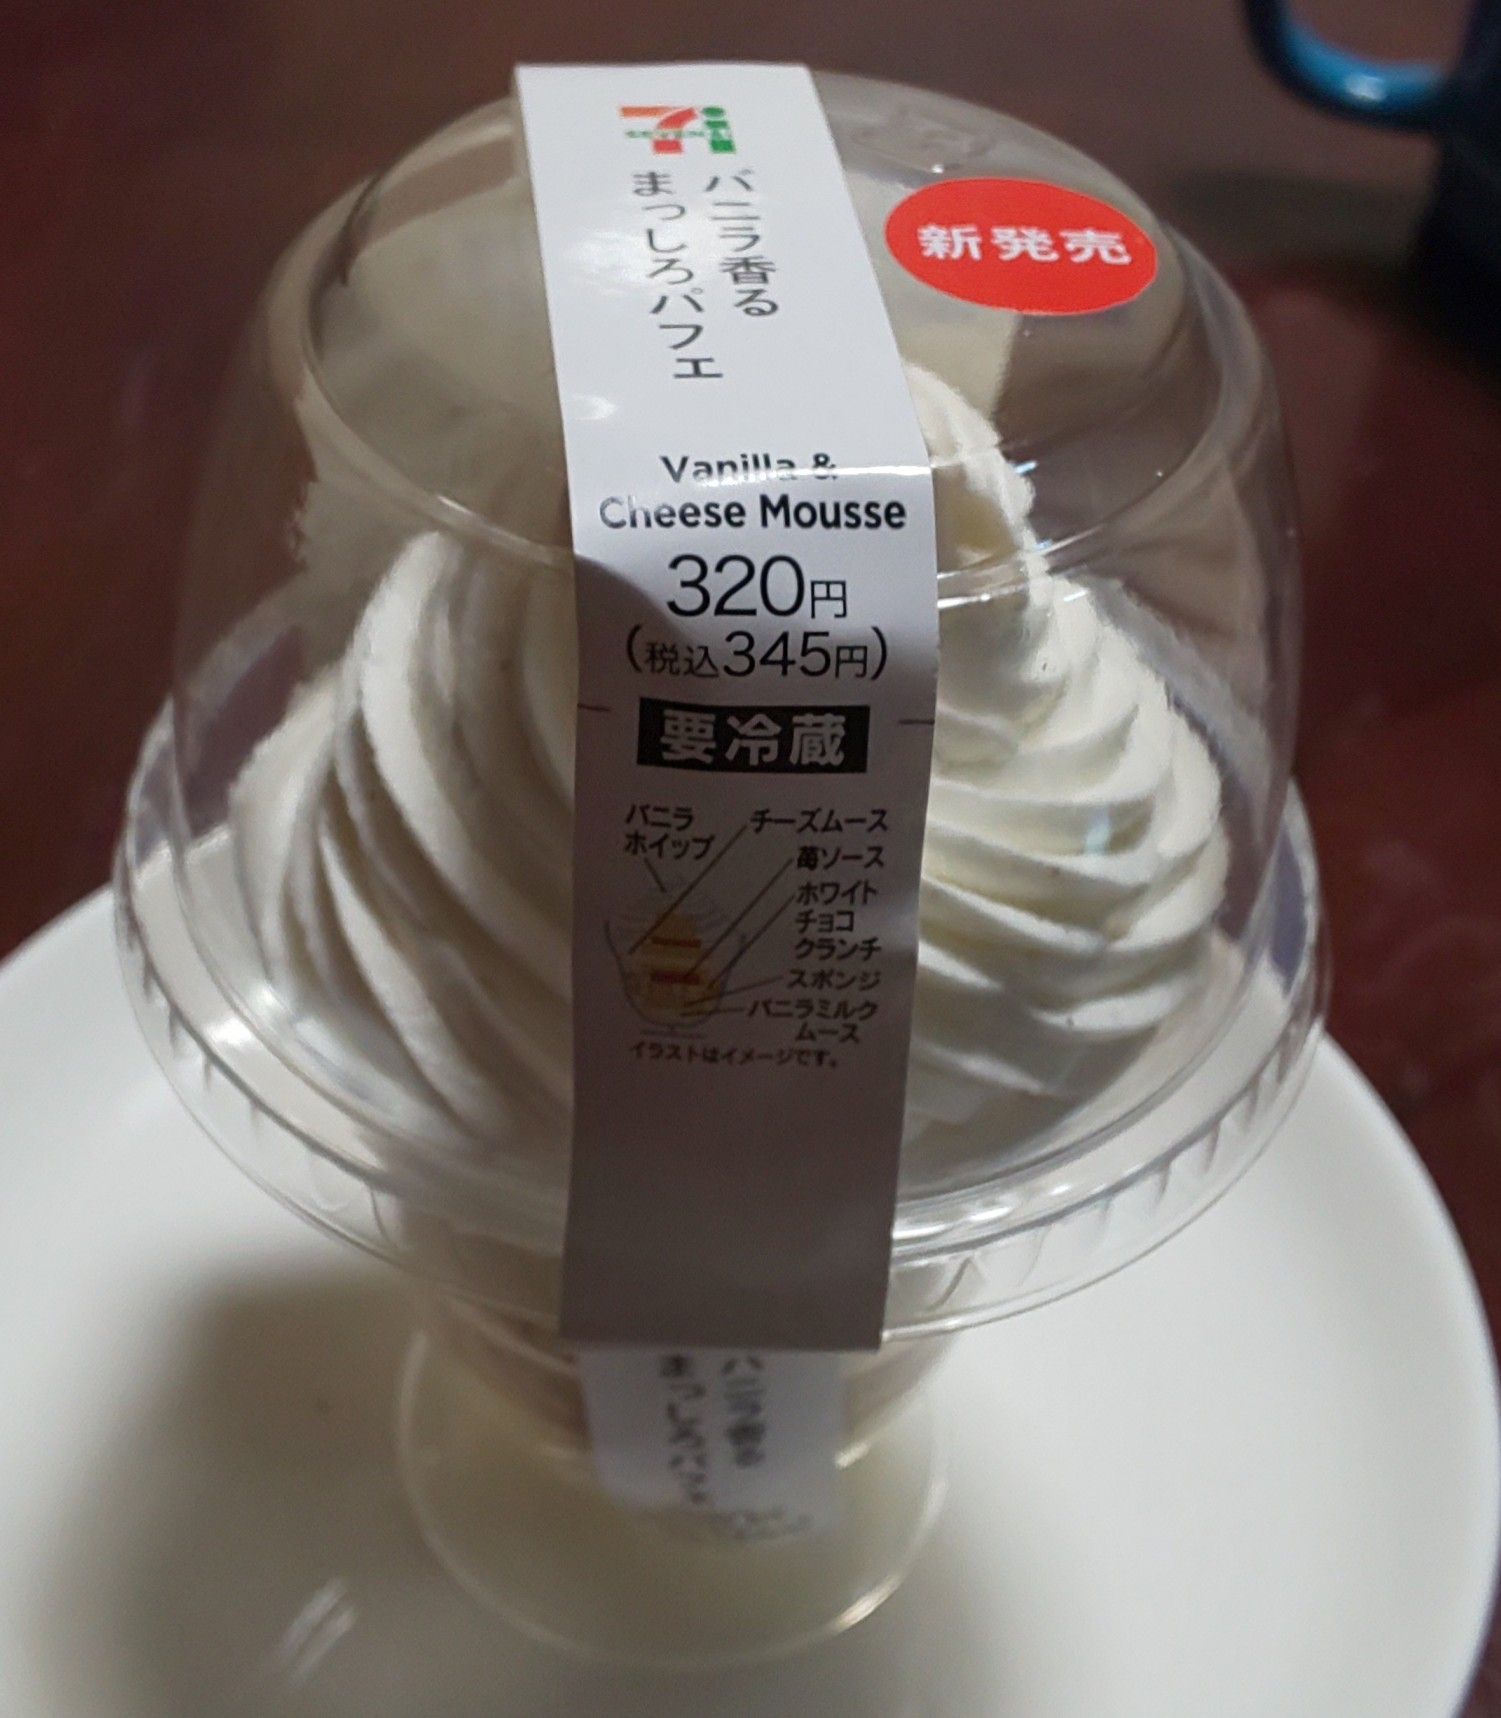 バニラ香る
まっしろパフェ
新発売
Vanilla &
Cheese Mousse
320円
(税込345円)
要冷蔵
バニラ
ホイップ
チーズムース
苺ソース
ホワイト
チョコ
クランチ
スポンジ
バニラミルク
ムース
イラストはイメージです。
バニラ香る
まっしろパフェ